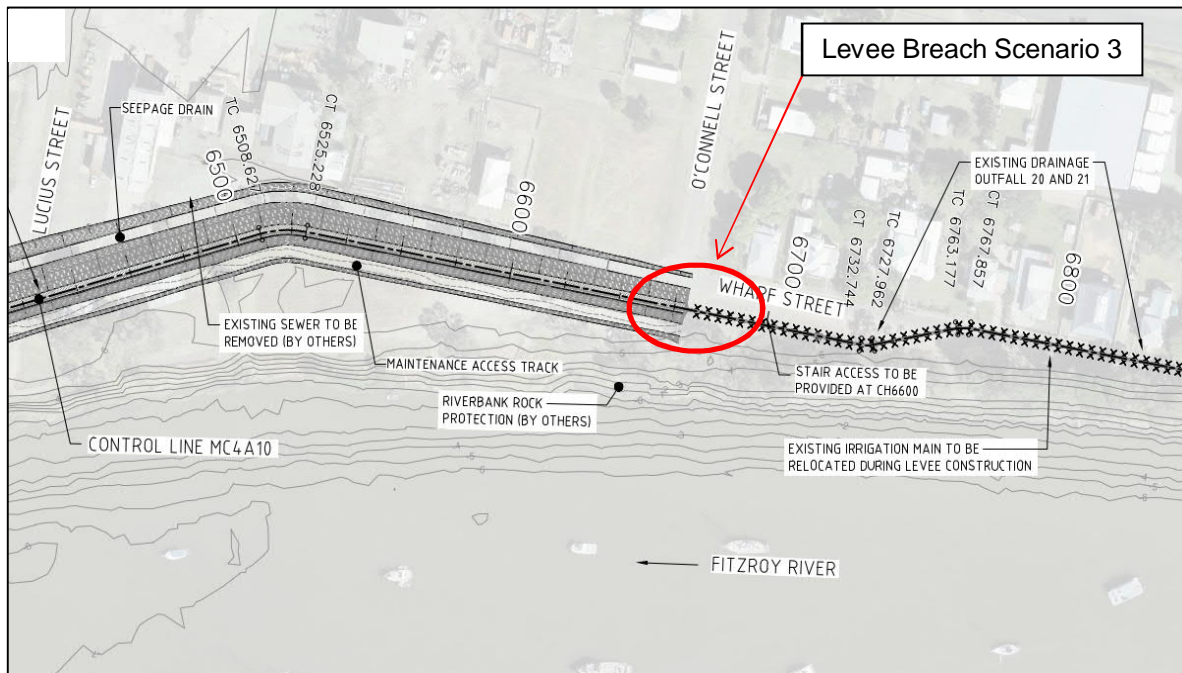 Levee Breach Scenario 3
LUCIUS STREET
SEEPAGE DRAIN
TC 6508.62
CT 6525.228
6500
6600
O'CONNELL STREET
EXISTING DRAINAGE
OUTFALL 20 AND 21
6700
CT 6732.744
TC 6727.962
TC 6763.177
CT 6767.857
6800
WHARF STREET
EXISTING SEWER TO BE
REMOVED (BY OTHERS)
MAINTENANCE ACCESS TRACK
STAIR ACCESS TO BE
PROVIDED AT CH6600
RIVERBANK ROCK
PROTECTION (BY OTHERS)
CONTROL LINE MC4A10
EXISTING IRRIGATION MAIN TO BE
RELOCATED DURING LEVEE CONSTRUCTION
FITZROY RIVER